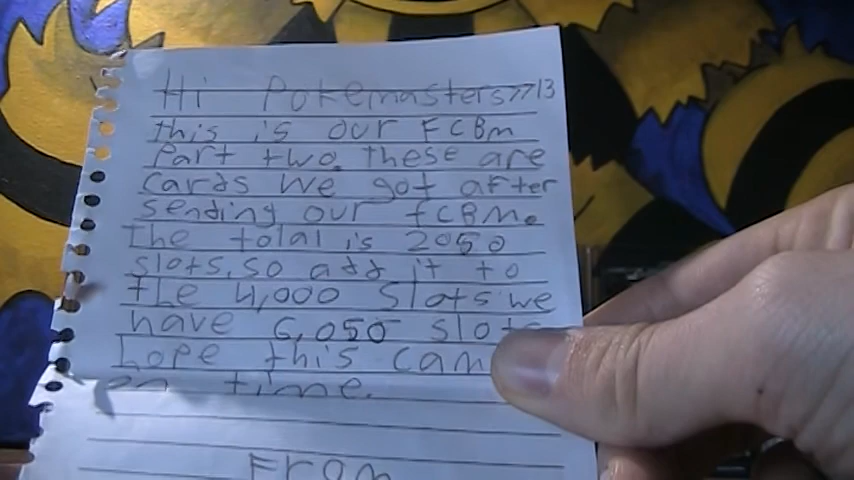 Hi Pokemasters7713
this is our FCBM
Part two. these are
cards we got after
sending our fCBM.
The total is 2050
slots, so add it to
the 4,000 slots we
have 6,050 slots
hope this came
on time.
From